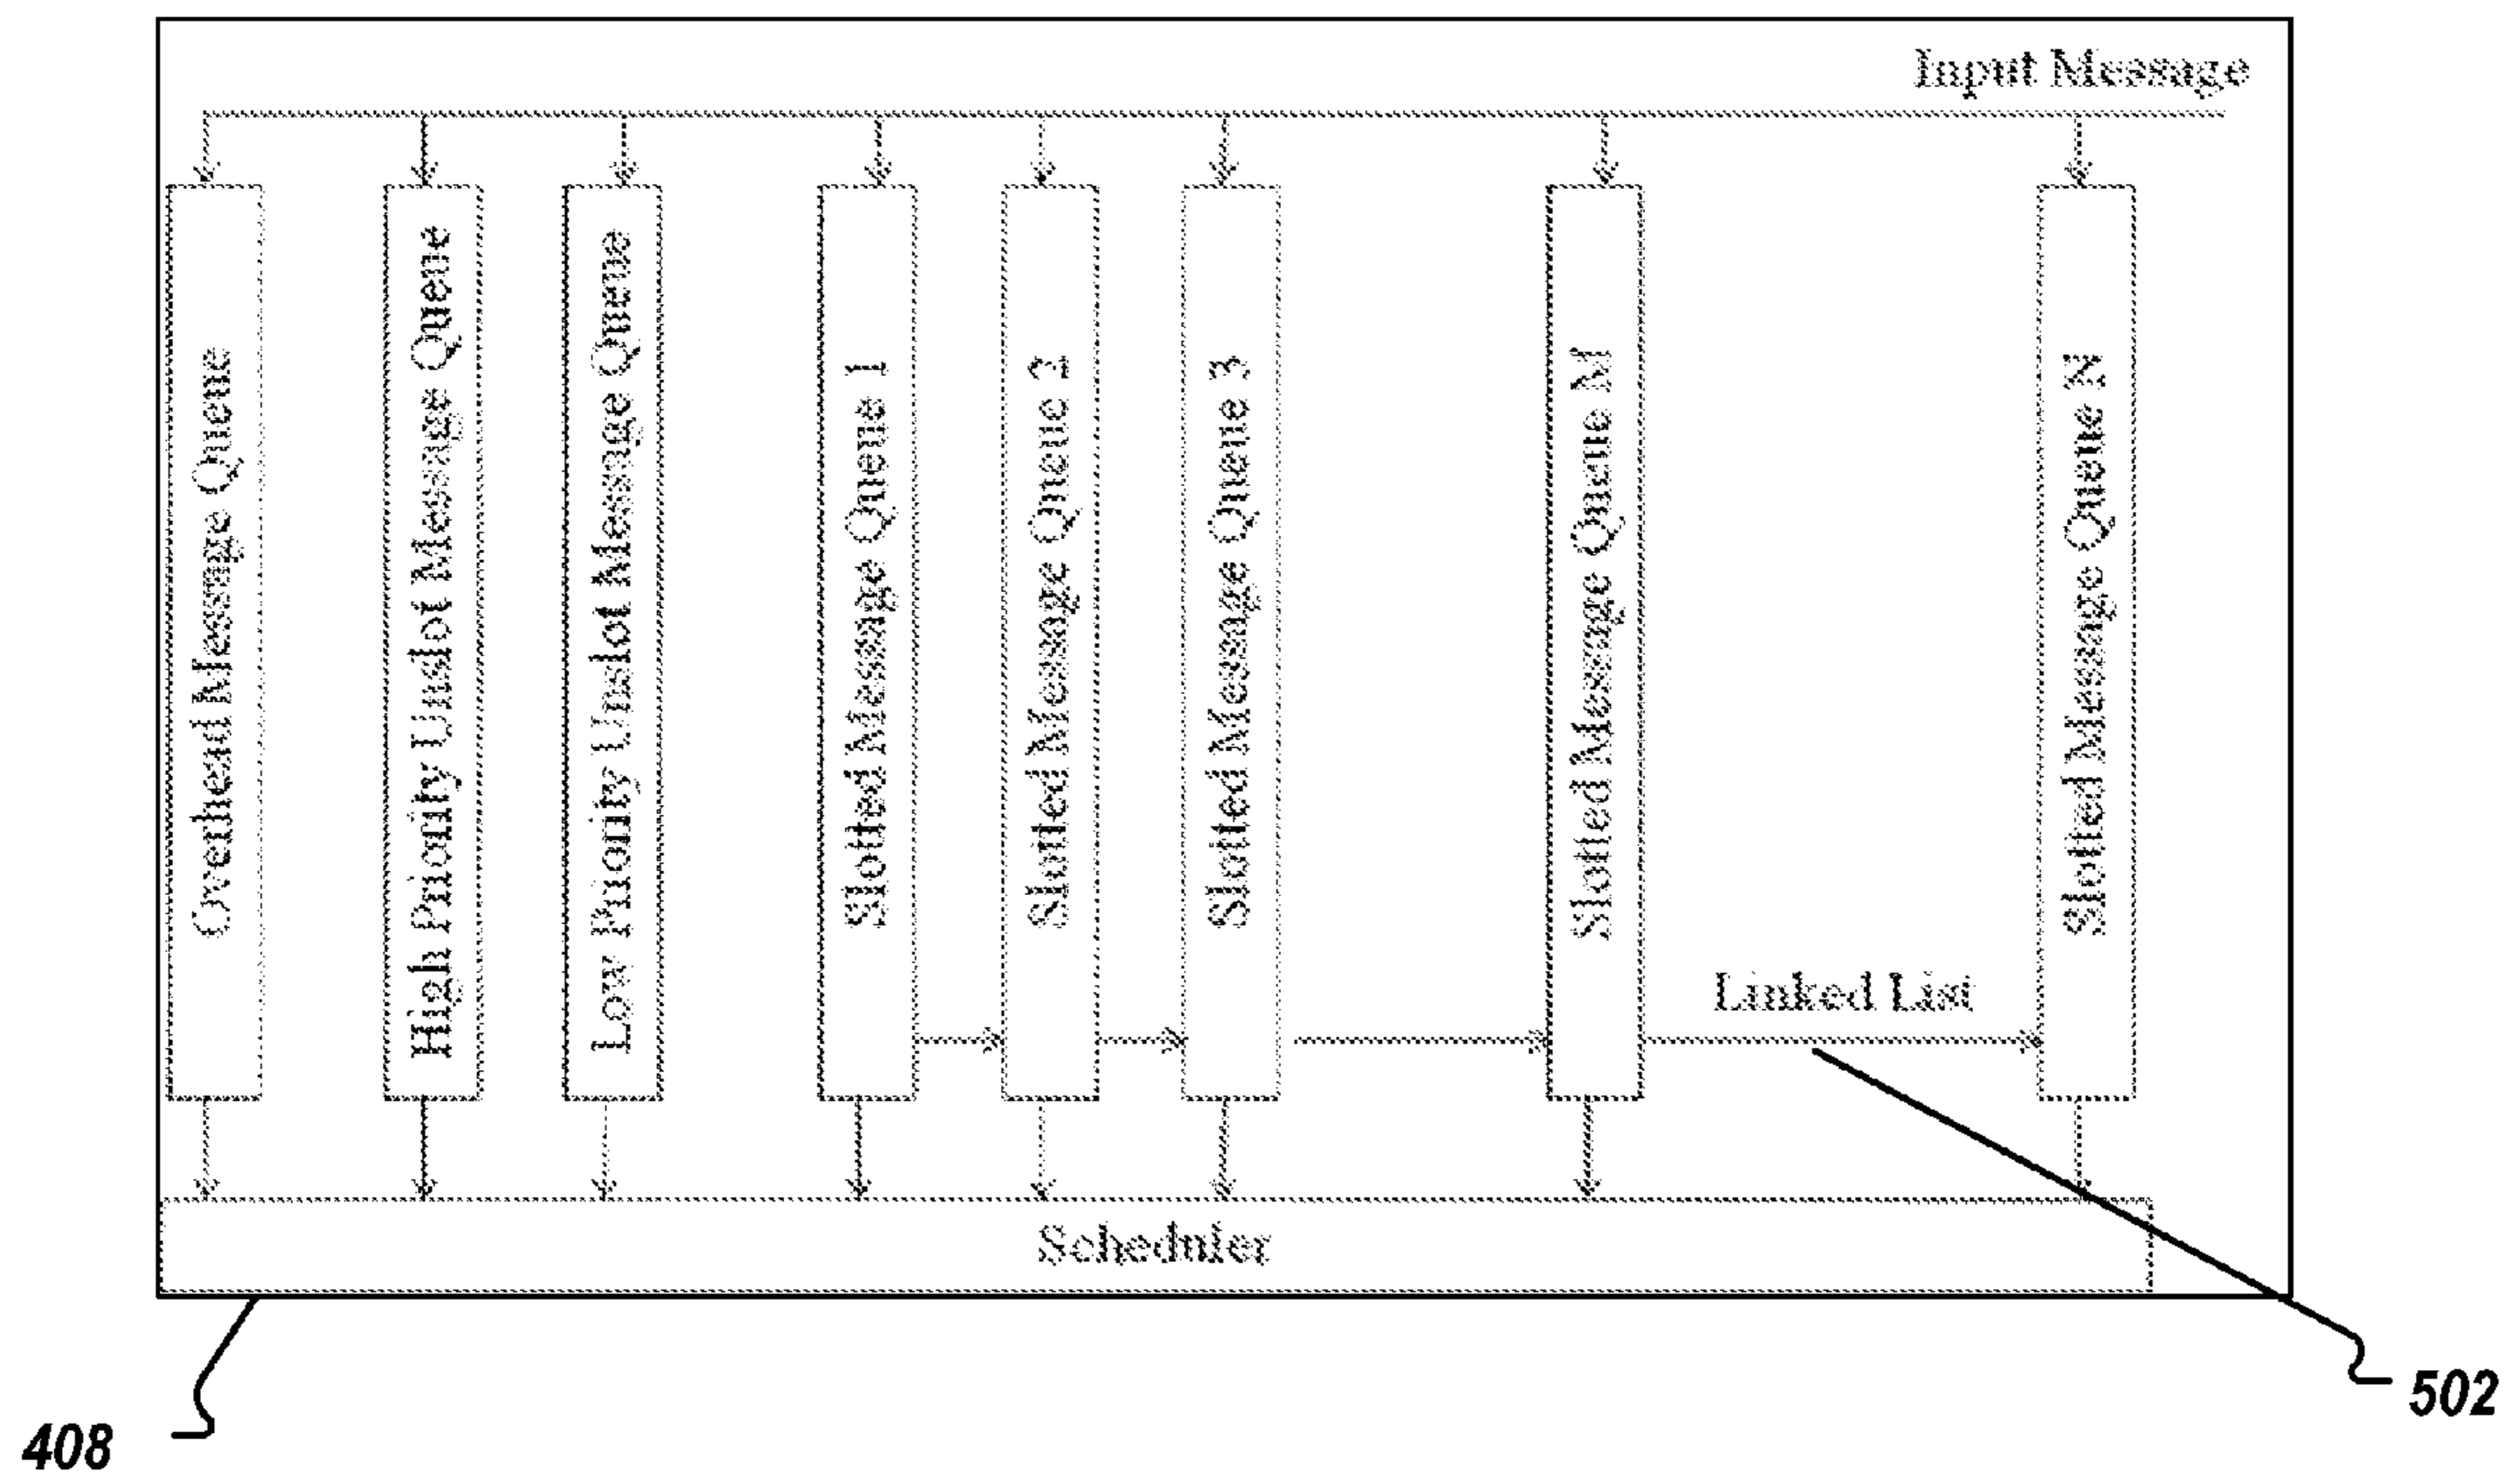 Input Message
Overhead Message Queue
High Priority Unslot Message Queue
Low Priority Unslot Message Queue
Slotted Message Queue 1
Slotted Message Queue 2
Slotted Message Queue 3
Slotted Message Queue M
Slotted Message Queue N
Linked List
Scheduler
408
502